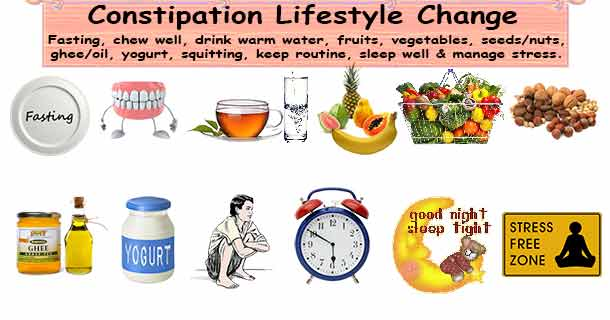 Constipation Lifestyle Change
Fasting, chew well, drink warm water, fruits, vegetables, seeds/nuts,
ghee/oil, yogurt, squitting, keep routine, sleep well & manage stress.
Fasting
GHEE
YOGURT
good night
sleep tight
STRESS
FREE
ZONE